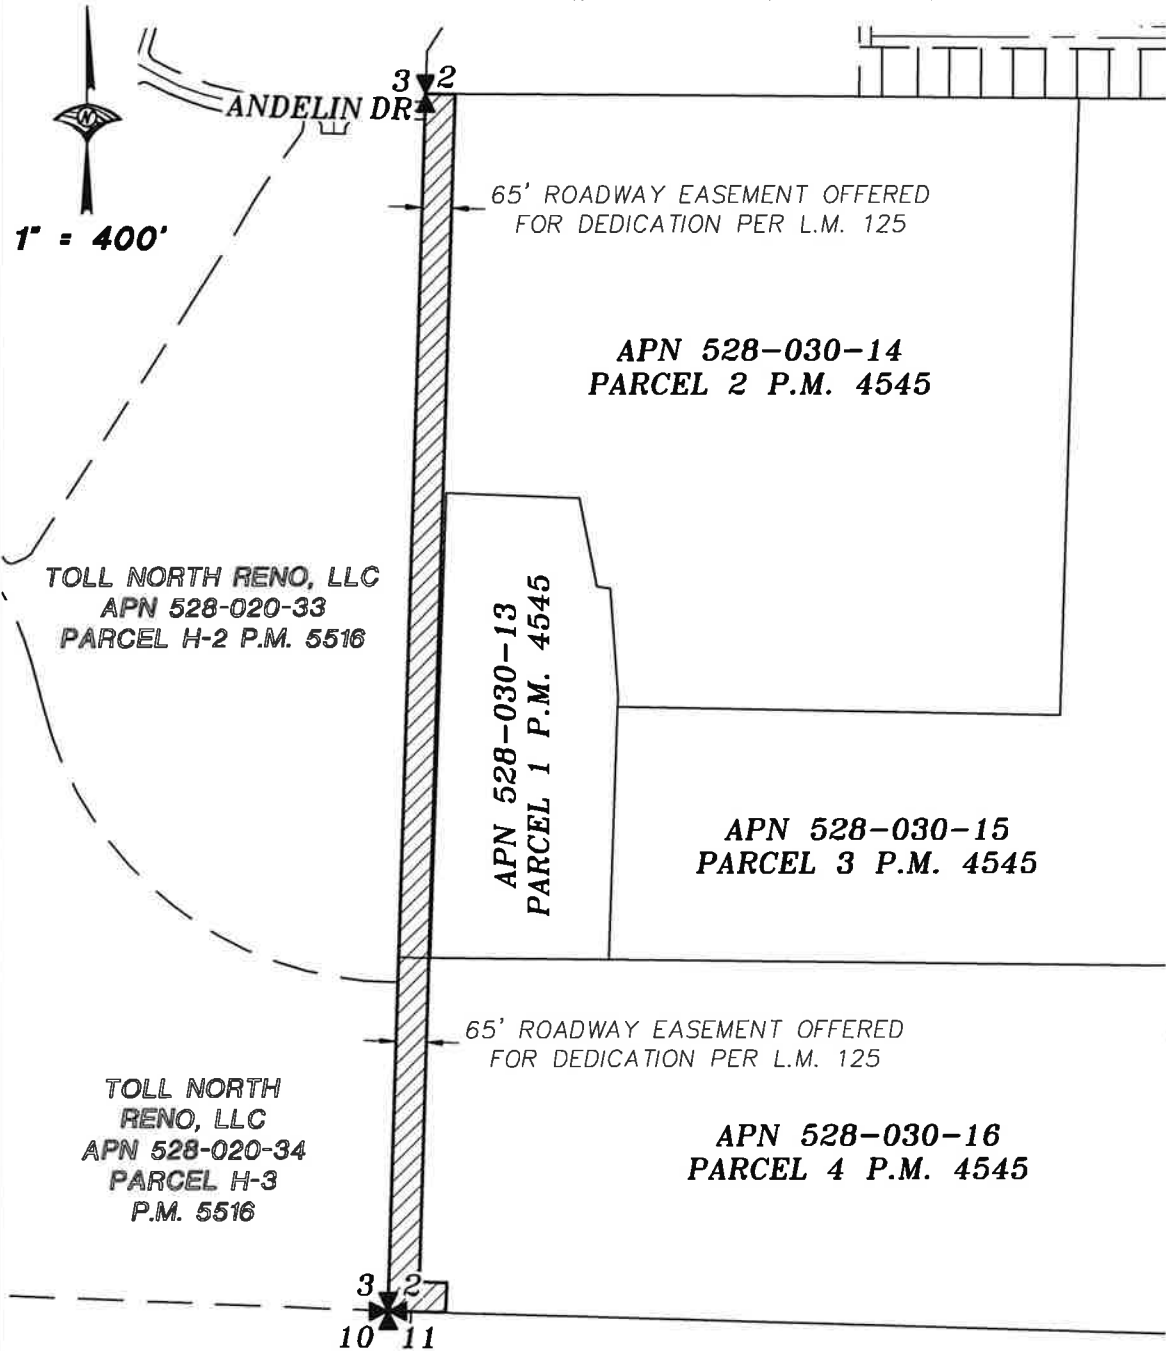 3 2
ANDELIN DR
N
1" = 400'
65' ROADWAY EASEMENT OFFERED
FOR DEDICATION PER L.M. 125
APN 528-030-14
PARCEL 2 P.M. 4545
TOLL NORTH RENO, LLC
APN 528-020-33
PARCEL H-2 P.M. 5516
APN 528-030-13
PARCEL 1 P.M. 4545
APN 528-030-15
PARCEL 3 P.M. 4545
65' ROADWAY EASEMENT OFFERED
FOR DEDICATION PER L.M. 125
TOLL NORTH
RENO, LLC
APN 528-020-34
PARCEL H-3
P.M. 5516
APN 528-030-16
PARCEL 4 P.M. 4545
3 2
10 11